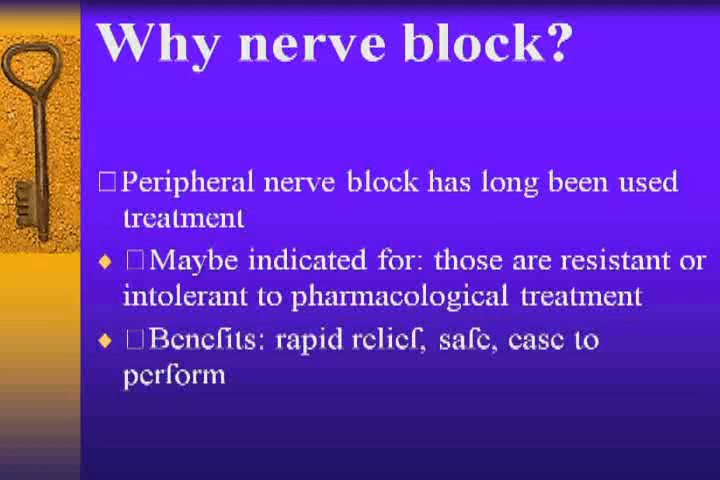 Why nerve block?
□Peripheral nerve block has long been used
treatment
♦ □Maybe indicated for: those are resistant or
intolerant to pharmacological treatment
♦ □Benefits: rapid relief, safe, ease to
perform